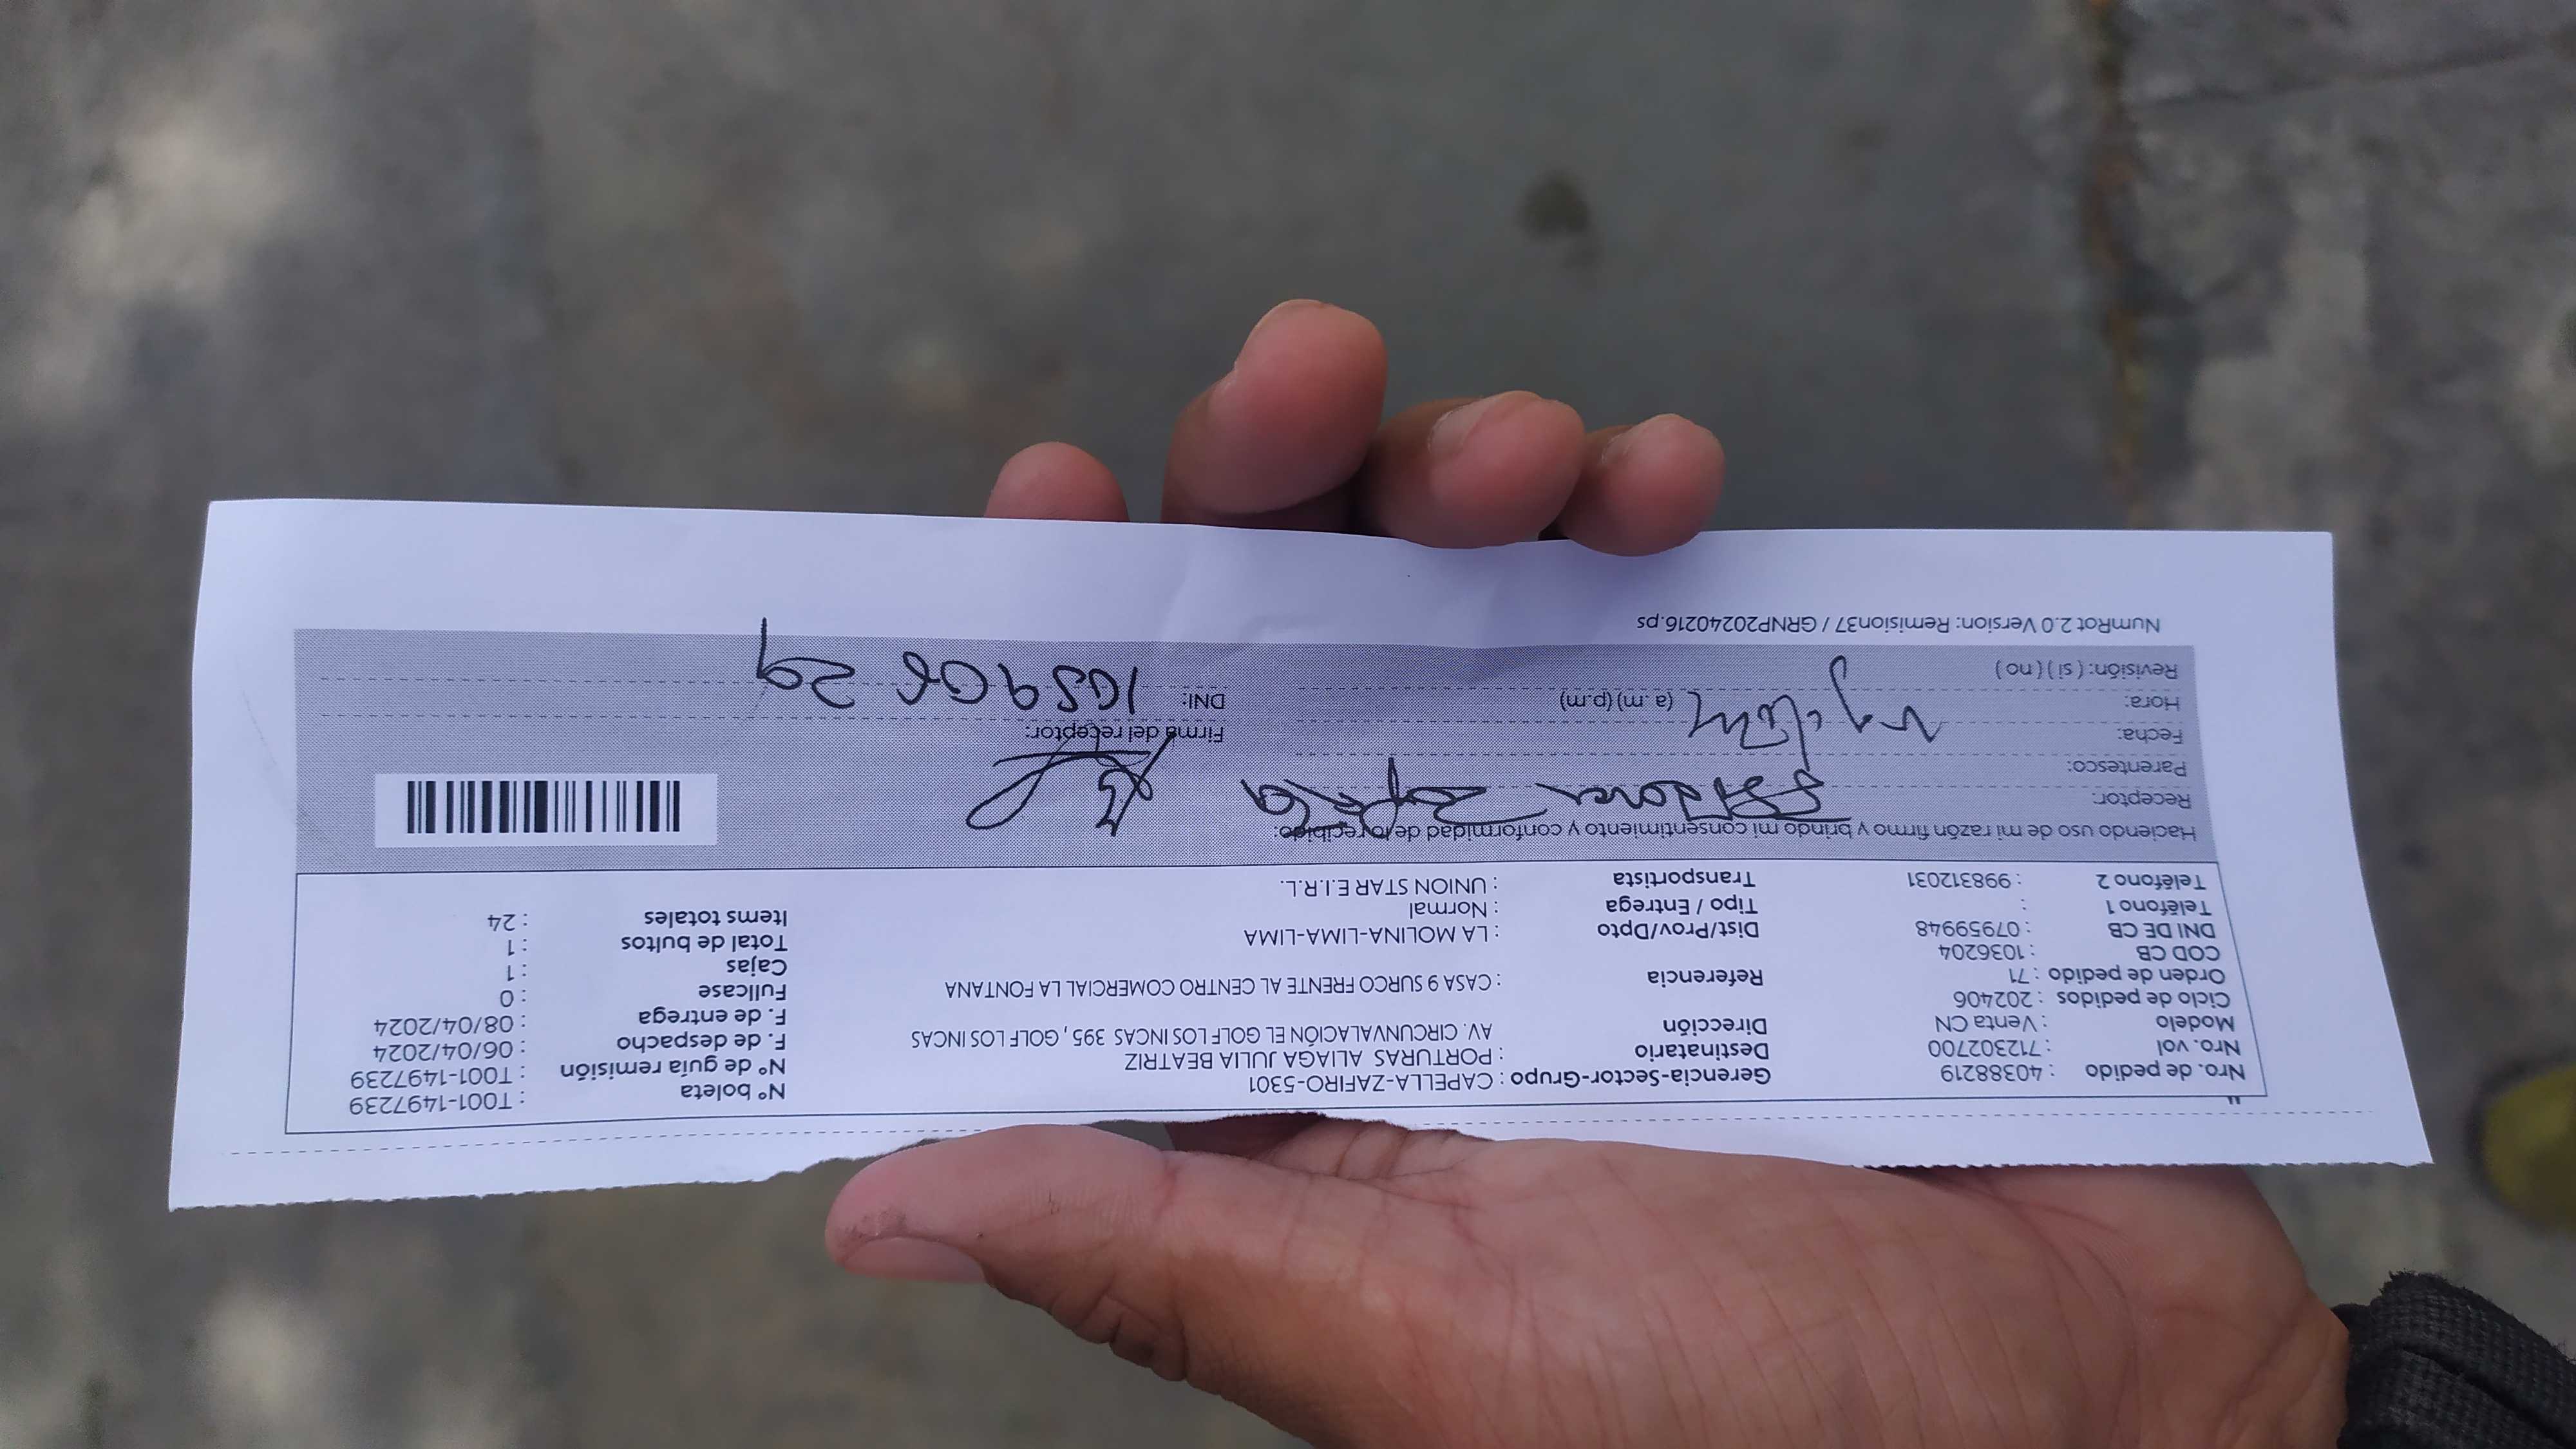 Nro. de pedido : 40388219 Gerencia-Sector-Grupo : CAPELLA-ZAFIRO-5301 N° boleta : T001-1497239
Nro. vol : 712302700 Destinatario : PORTURAS ALIAGA JULIA BEATRIZ N° de guía remisión : T001-1497239
Modelo : Venta CN Dirección AV. CIRCUNVALACIÓN EL GOLF LOS INCAS 395, GOLF LOS INCAS F. de despacho : 06/04/2024
Ciclo de pedidos : 202406 F. de entrega : 08/04/2024
Orden de pedido : 71 Referencia : CASA 9 SURCO FRENTE AL CENTRO COMERCIAL LA FONTANA Fullcase : 0
COD CB : 1036204 Cajas : 1
DNI DE CB : 07959948 Dist/Prov/Dpto : LA MOLINA-LIMA-LIMA Total de bultos : 1
Teléfono 1 : Tipo / Entrega : Normal Items totales : 24
Teléfono 2 : 998312031 Transportista : UNION STAR E.I.R.L.
Haciendo uso de mi razón firmo y brindo mi consentimiento y conformidad de lo recibido:
Receptor:
Parentesco:
Fecha: Firma del receptor:
Hora: (a. m) (p.m) DNI:
Revisión: ( si ) ( no )
NumRot 2.0 Version: Remision37 / GRNP20240216.ps